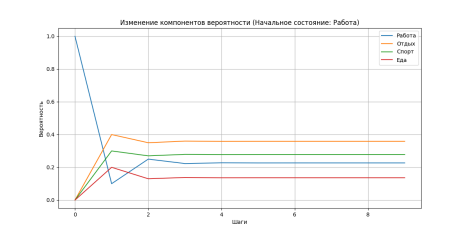 Изменение компонентов вероятности (Начальное состояние: Работа)
Работа
Отдых
Спорт
Еда
Вероятность
1.0
0.8
0.6
0.4
0.2
0.0
0 2 4 6 8
Шаги